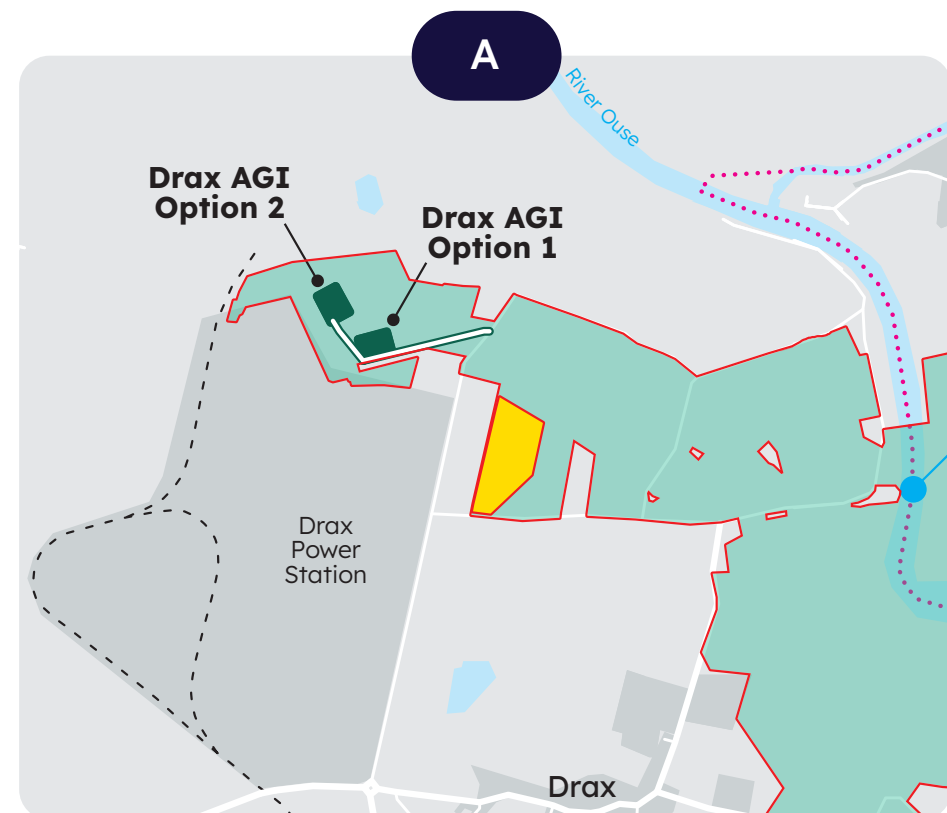 A
River Ouse
Drax AGI
Option 2
Drax AGI
Option 1
Drax
Power
Station
Drax